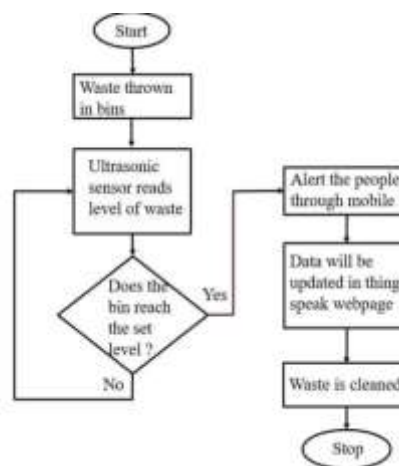 Start
Waste thrown
in bins
Ultrasonic
sensor reads
level of waste
Does the
bin reach
the set
level ?
Yes
No
Alert the people
through mobile
Data will be
updated in thing
speak webpage
Waste is cleaned
Stop